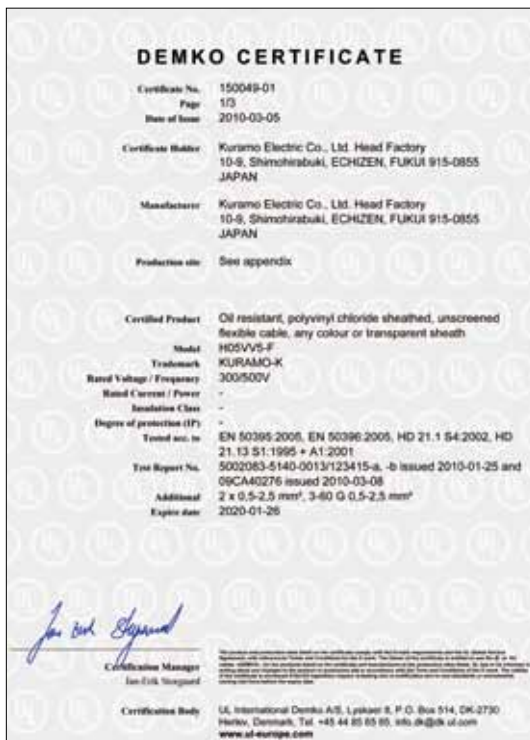 DEMKO CERTIFICATE
Certificate No. 150049-01
Page 1/3
Date of Issue 2010-03-05
Certificate Holder Kuramo Electric Co., Ltd. Head Factory
10-9, Shimohirabuki, ECHIZEN, FUKUI 915-0855
JAPAN
Manufacturer Kuramo Electric Co., Ltd. Head Factory
10-9, Shimohirabuki, ECHIZEN, FUKUI 915-0855
JAPAN
Production site See appendix
Certified Product Oil resistant, polyvinyl chloride sheathed, unscreened
flexible cable, any colour or transparent sheath
Model H05VV5-F
Trademark KURAMO-K
Rated Voltage / Frequency 300/500V
Rated Current / Power -
Insulation Class -
Degree of protection (IP) -
Tested acc. to EN 50395:2005, EN 50396:2005, HD 21.1 S4:2002, HD
21.13 S1:1995 + A1:2001
Test Report No. 5002083-5140-0013/123415-a, -b issued 2010-01-25 and
09CA40276 issued 2010-03-08
Additional 2 x 0,5-2,5 mm², 3-60 G 0,5-2,5 mm²
Expire date 2020-01-26
Certification Manager
Jan-Erik Storgaard
Certification Body UL International Demko A/S, Lyskaer 8, P.O. Box 514, DK-2730
Herlev, Denmark, Tel. +45 44 85 65 65, info.dk@dk.ul.com
www.ul-europe.com